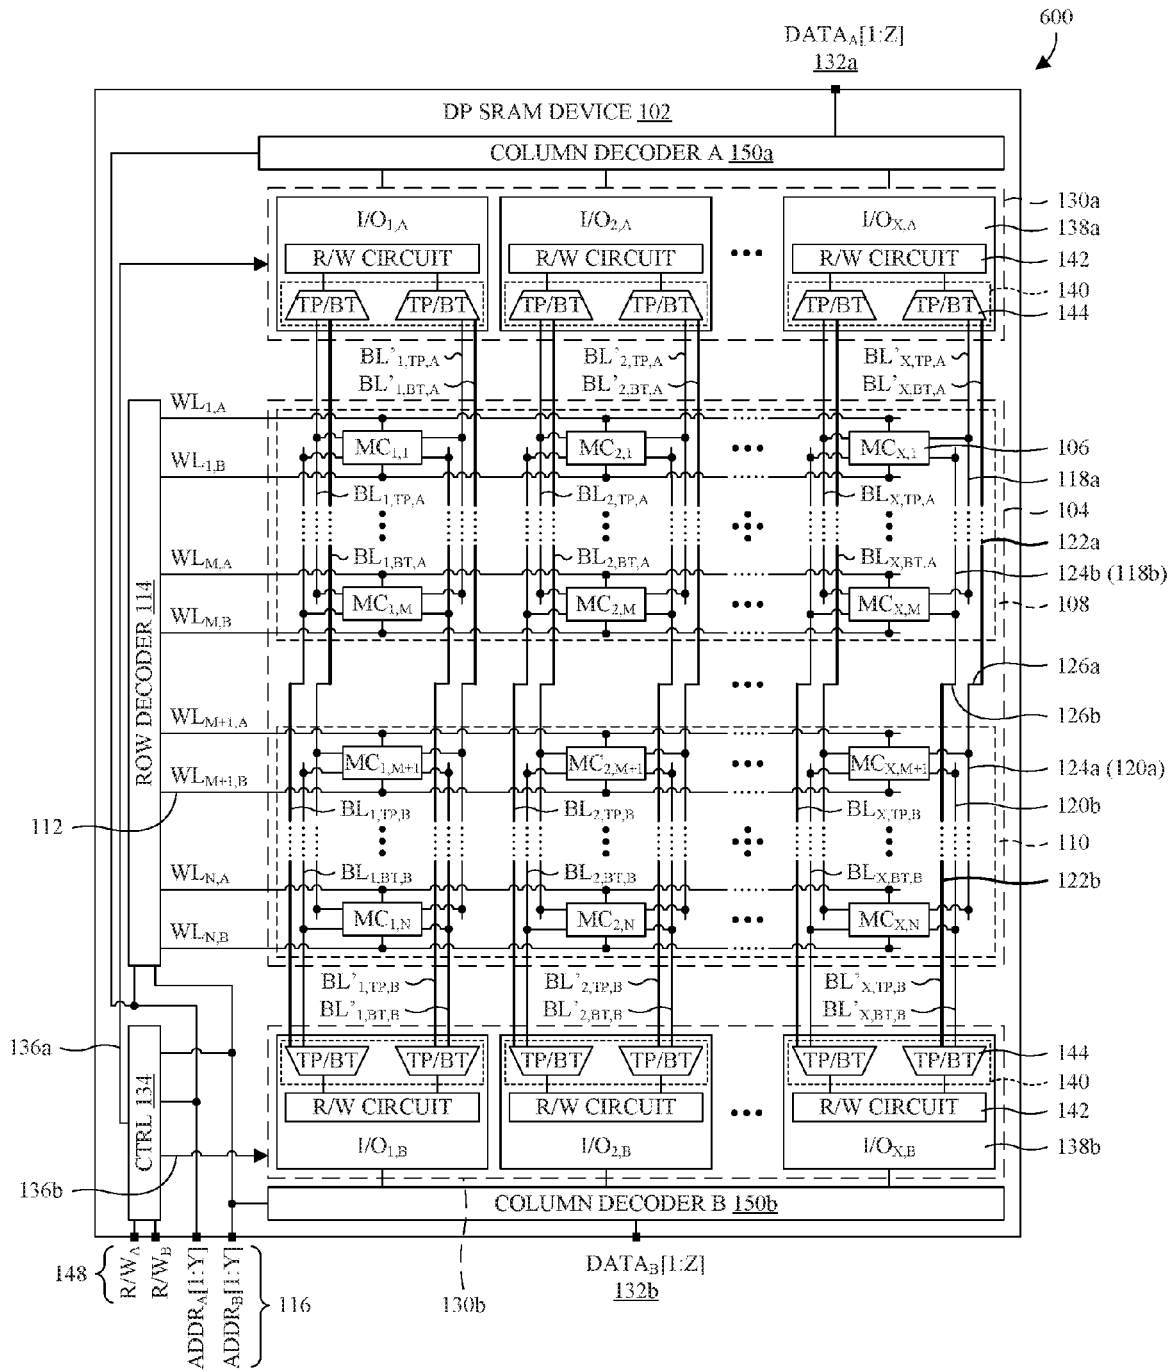 600
DATA_A[1:Z]
132a
DP SRAM DEVICE 102
COLUMN DECODER A 150a
130a
I/O_1,A I/O_2,A I/O_X,A
138a
R/W CIRCUIT R/W CIRCUIT ••• R/W CIRCUIT
142
140
TP/BT TP/BT TP/BT TP/BT TP/BT TP/BT
144
BL'_1,TP,A BL'_2,TP,A BL'_X,TP,A
BL'_1,BT,A BL'_2,BT,A BL'_X,BT,A
WL_1,A
MC_1,1 MC_2,1 ••• MC_X,1
106
WL_1,B
118a
BL_1,TP,A BL_2,TP,A BL_X,TP,A
104
122a
WL_M,A
BL_1,BT,A BL_2,BT,A BL_X,BT,A
124b (118b)
MC_1,M MC_2,M ••• MC_X,M
108
WL_M,B
ROW DECODER 114
126a
126b
WL_M+1,A
MC_1,M+1 MC_2,M+1 MC_X,M+1
124a (120a)
WL_M+1,B
112
120b
BL_1,TP,B BL_2,TP,B BL_X,TP,B
110
WL_N,A
BL_1,BT,B BL_2,BT,B BL_X,BT,B
122b
MC_1,N MC_2,N ••• MC_X,N
WL_N,B
BL'_1,TP,B BL'_2,TP,B BL'_X,TP,B
BL'_1,BT,B BL'_2,BT,B BL'_X,BT,B
136a
TP/BT TP/BT TP/BT TP/BT TP/BT TP/BT
144
140
CTRL 134
R/W CIRCUIT R/W CIRCUIT ••• R/W CIRCUIT
142
I/O_1,B I/O_2,B I/O_X,B
138b
136b
COLUMN DECODER B 150b
148
R/W_A
R/W_B
ADDR_A[1:Y]
ADDR_B[1:Y]
116
130b
DATA_B[1:Z]
132b